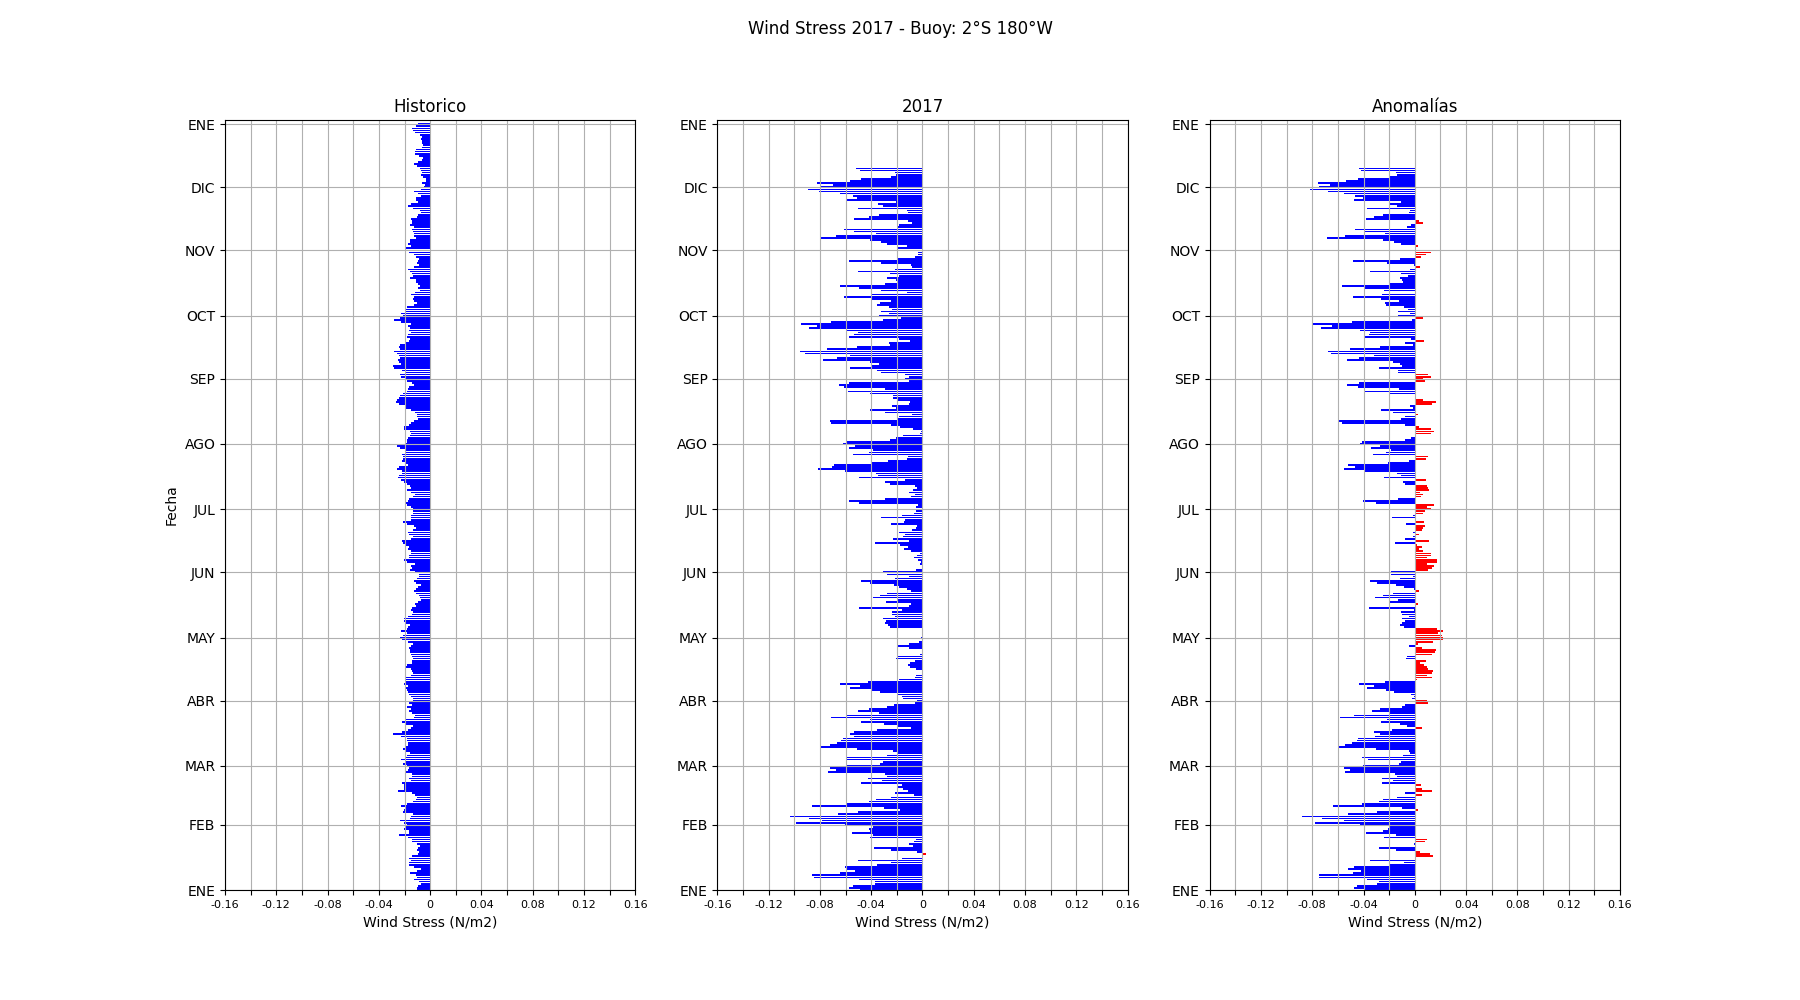 Wind Stress 2017 - Buoy: 2°S 180°W
Historico
2017
Anomalías
Fecha
ENE
DIC
NOV
OCT
SEP
AGO
JUL
JUN
MAY
ABR
MAR
FEB
ENE
-0.16 -0.12 -0.08 -0.04 0 0.04 0.08 0.12 0.16
Wind Stress (N/m2)
ENE
DIC
NOV
OCT
SEP
AGO
JUL
JUN
MAY
ABR
MAR
FEB
ENE
-0.16 -0.12 -0.08 -0.04 0 0.04 0.08 0.12 0.16
Wind Stress (N/m2)
ENE
DIC
NOV
OCT
SEP
AGO
JUL
JUN
MAY
ABR
MAR
FEB
ENE
-0.16 -0.12 -0.08 -0.04 0 0.04 0.08 0.12 0.16
Wind Stress (N/m2)